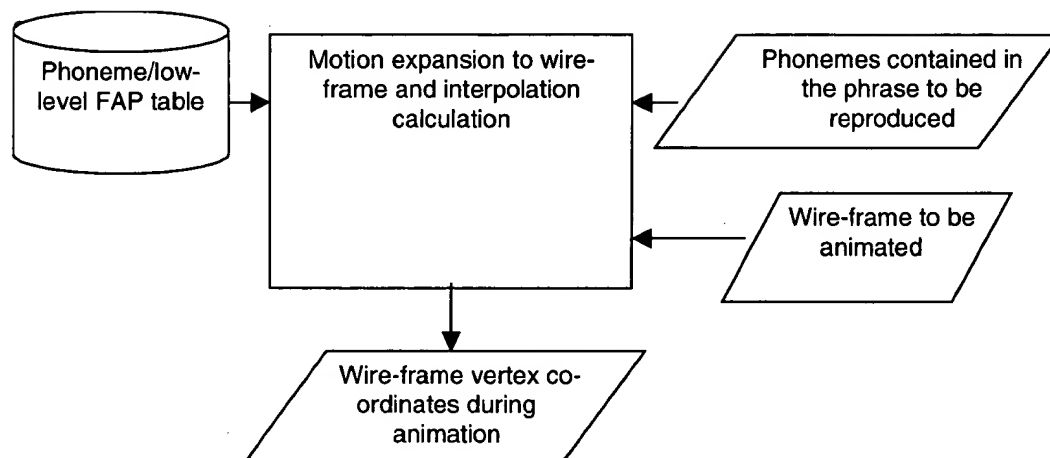 Phoneme/low-
level FAP table
Motion expansion to wire-
frame and interpolation
calculation
Phonemes contained in
the phrase to be
reproduced
Wire-frame to be
animated
Wire-frame vertex co-
ordinates during
animation